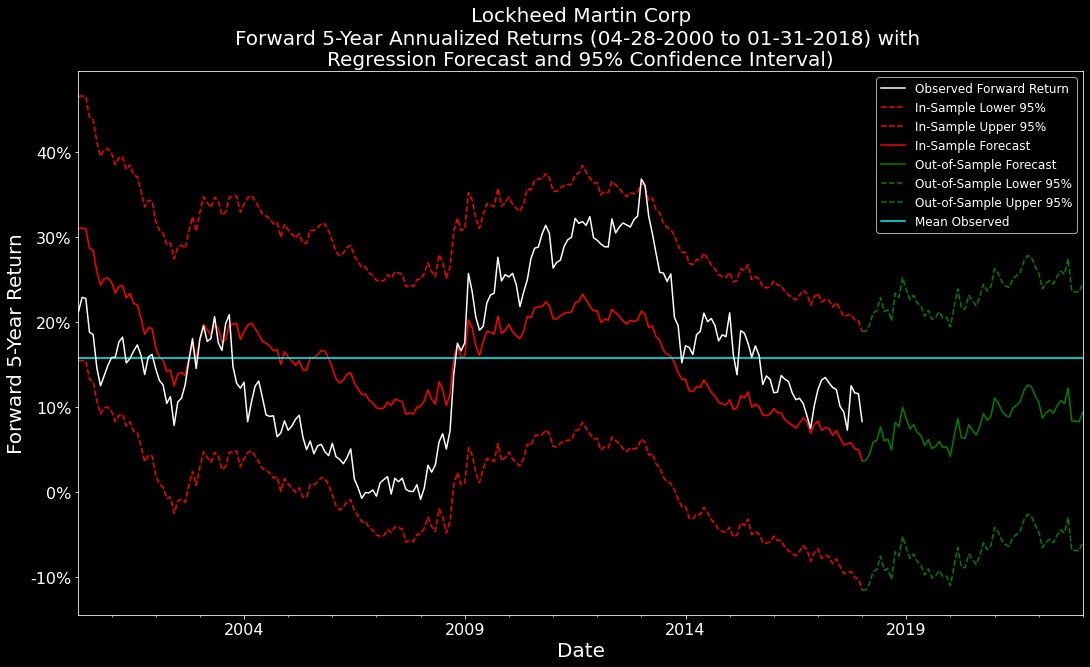 Lockheed Martin Corp
Forward 5-Year Annualized Returns (04-28-2000 to 01-31-2018) with
Regression Forecast and 95% Confidence Interval)
Observed Forward Return
In-Sample Lower 95%
In-Sample Upper 95%
In-Sample Forecast
Out-of-Sample Forecast
Out-of-Sample Lower 95%
Out-of-Sample Upper 95%
Mean Observed
Forward 5-Year Return
40%
30%
20%
10%
0%
-10%
2004
2009
2014
2019
Date